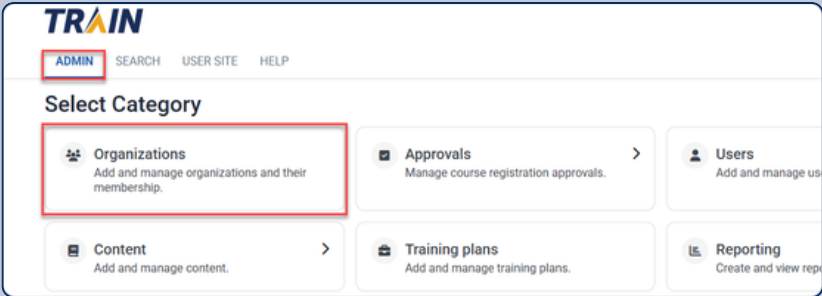 TRAIN
ADMIN SEARCH USER SITE HELP
Select Category
Organizations
Add and manage organizations and their
membership.
Approvals
Manage course registration approvals.
Users
Add and manage
Content
Add and manage content.
Training plans
Add and manage training plans.
Reporting
Create and view